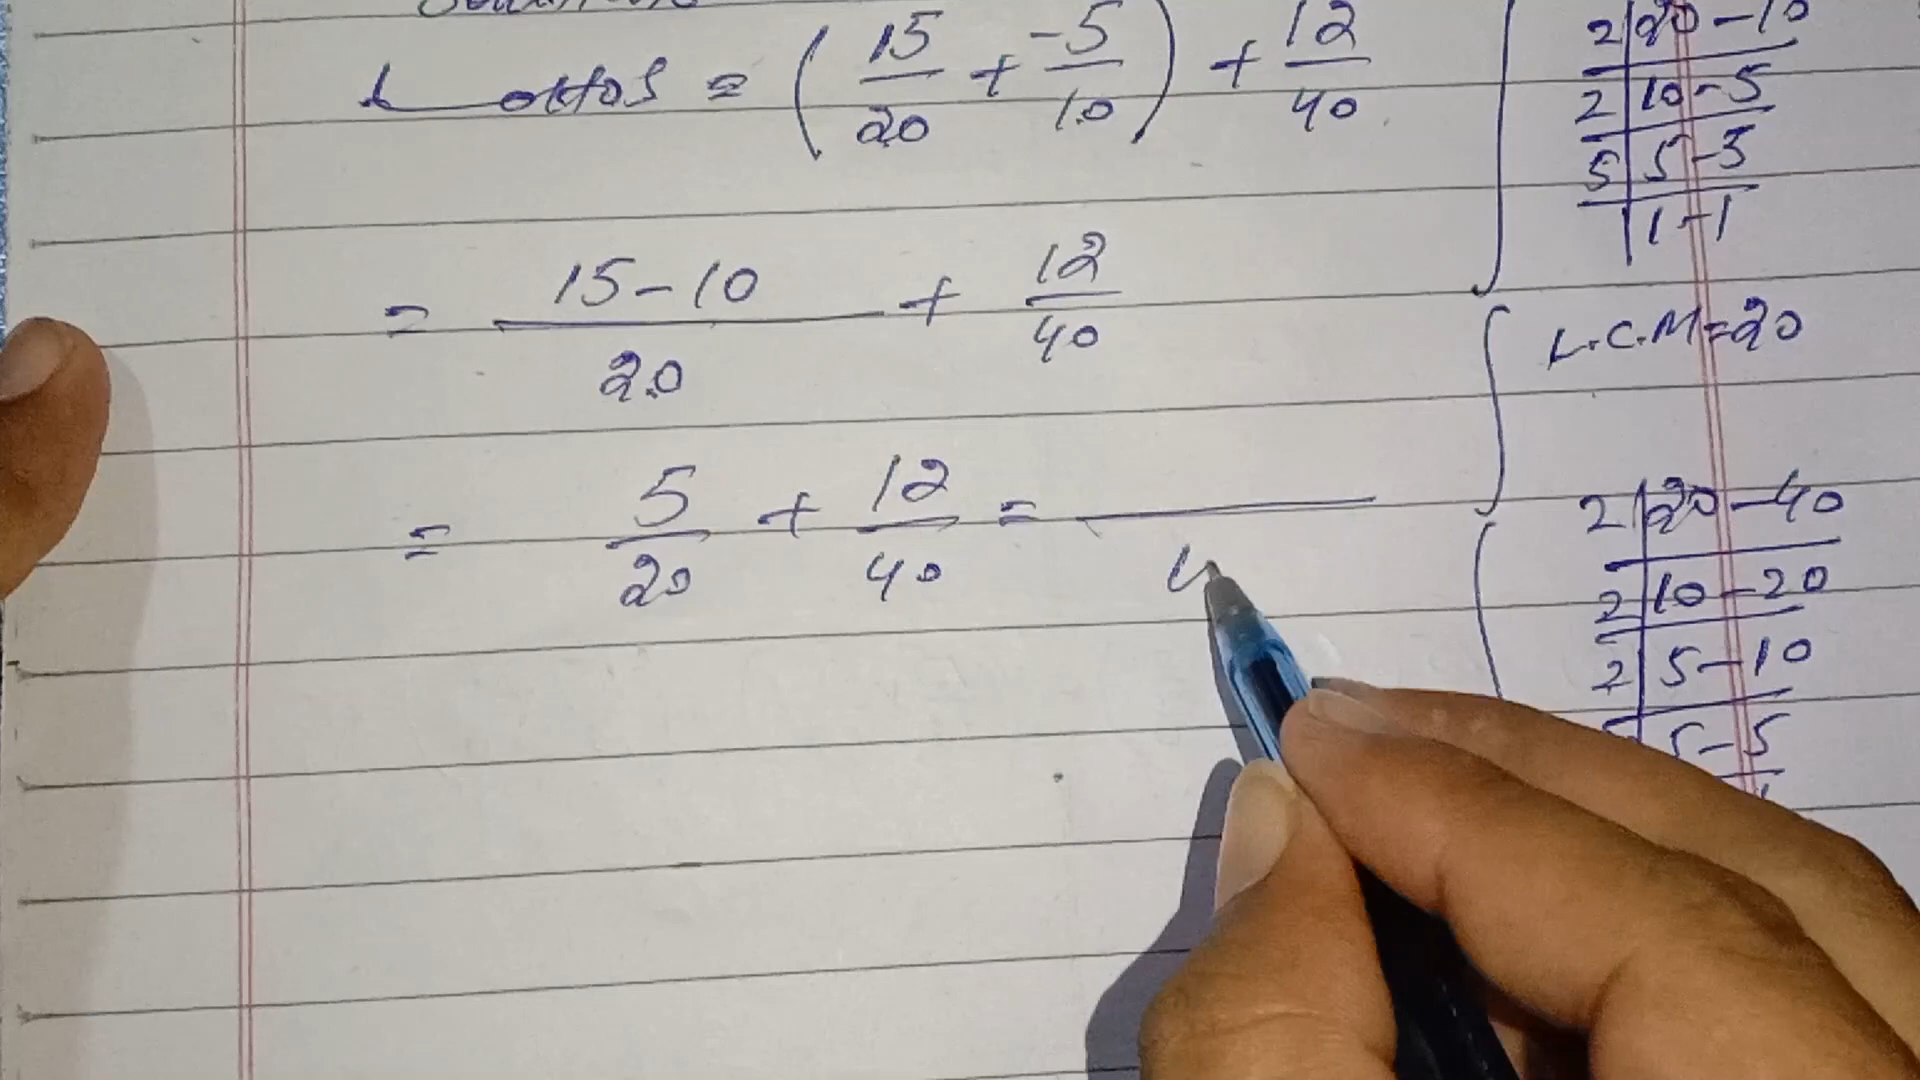 = ( 15/20 + -5/10 ) + 12/40
= 15-10/20 + 12/40
= 5/20 + 12/40 =
2 | 20-10
2 | 10-5
5 | 5-5
| 1-1
L.C.M=20
2 | 20-40
2 | 10-20
2 | 5-10
5-5